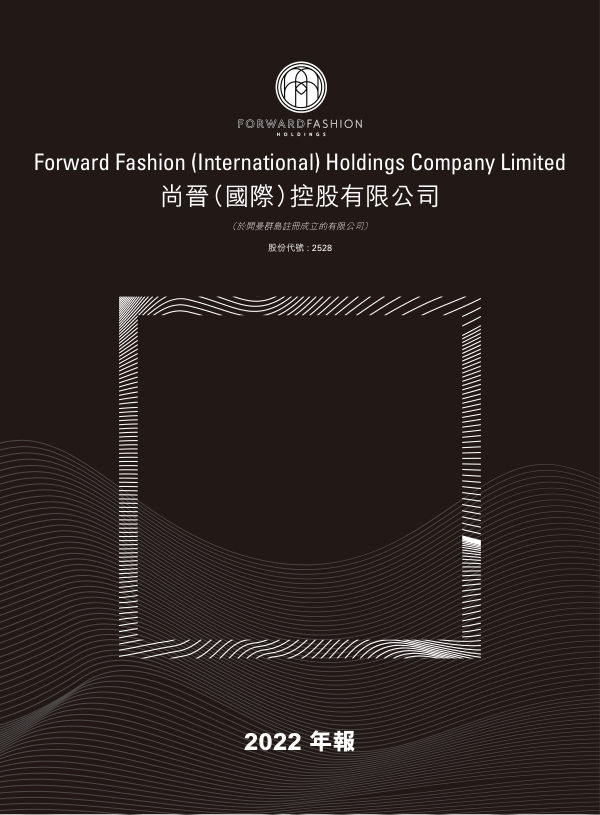 FORWARDFASHION
HOLDINGS
Forward Fashion (International) Holdings Company Limited
尚晉（國際）控股有限公司
（於開曼群島註冊成立的有限公司）
股份代號 : 2528
2022 年報